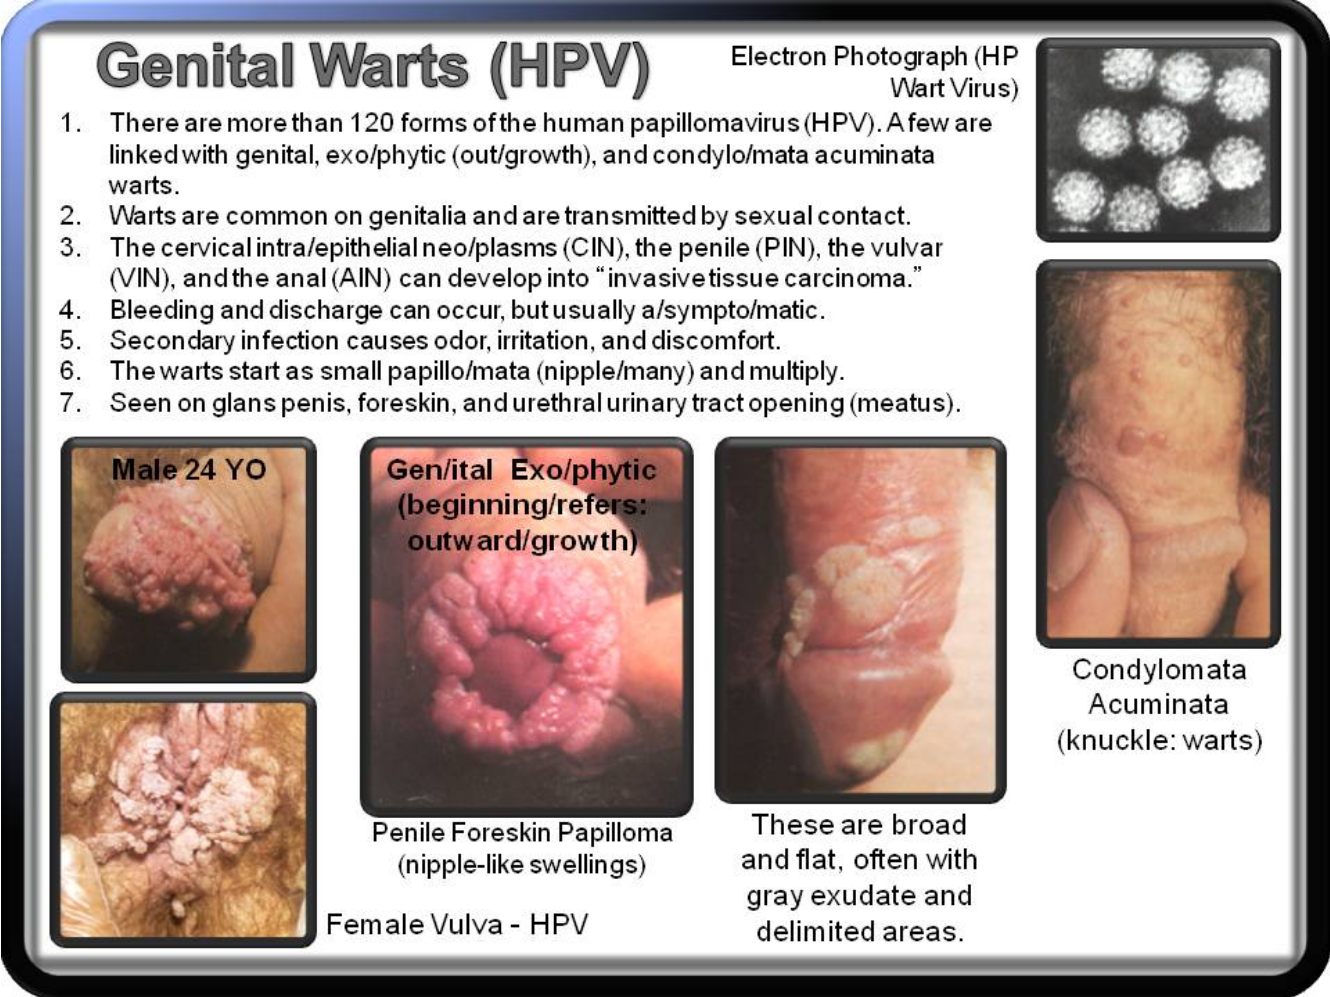 Genital Warts (HPV)
Electron Photograph (HP
Wart Virus)
1. There are more than 120 forms of the human papillomavirus (HPV). A few are
linked with genital, exo/phytic (out/growth), and condylo/mata acuminata
warts.
2. Warts are common on genitalia and are transmitted by sexual contact.
3. The cervical intra/epithelial neo/plasms (CIN), the penile (PIN), the vulvar
(VIN), and the anal (AIN) can develop into “invasive tissue carcinoma.”
4. Bleeding and discharge can occur, but usually a/sympto/matic.
5. Secondary infection causes odor, irritation, and discomfort.
6. The warts start as small papillo/mata (nipple/many) and multiply.
7. Seen on glans penis, foreskin, and urethral urinary tract opening (meatus).
Male 24 YO
Gen/ital Exo/phytic
(beginning/refers:
outward/growth)
Condylomata
Acuminata
(knuckle: warts)
Penile Foreskin Papilloma
(nipple-like swellings)
These are broad
and flat, often with
gray exudate and
delimited areas.
Female Vulva - HPV